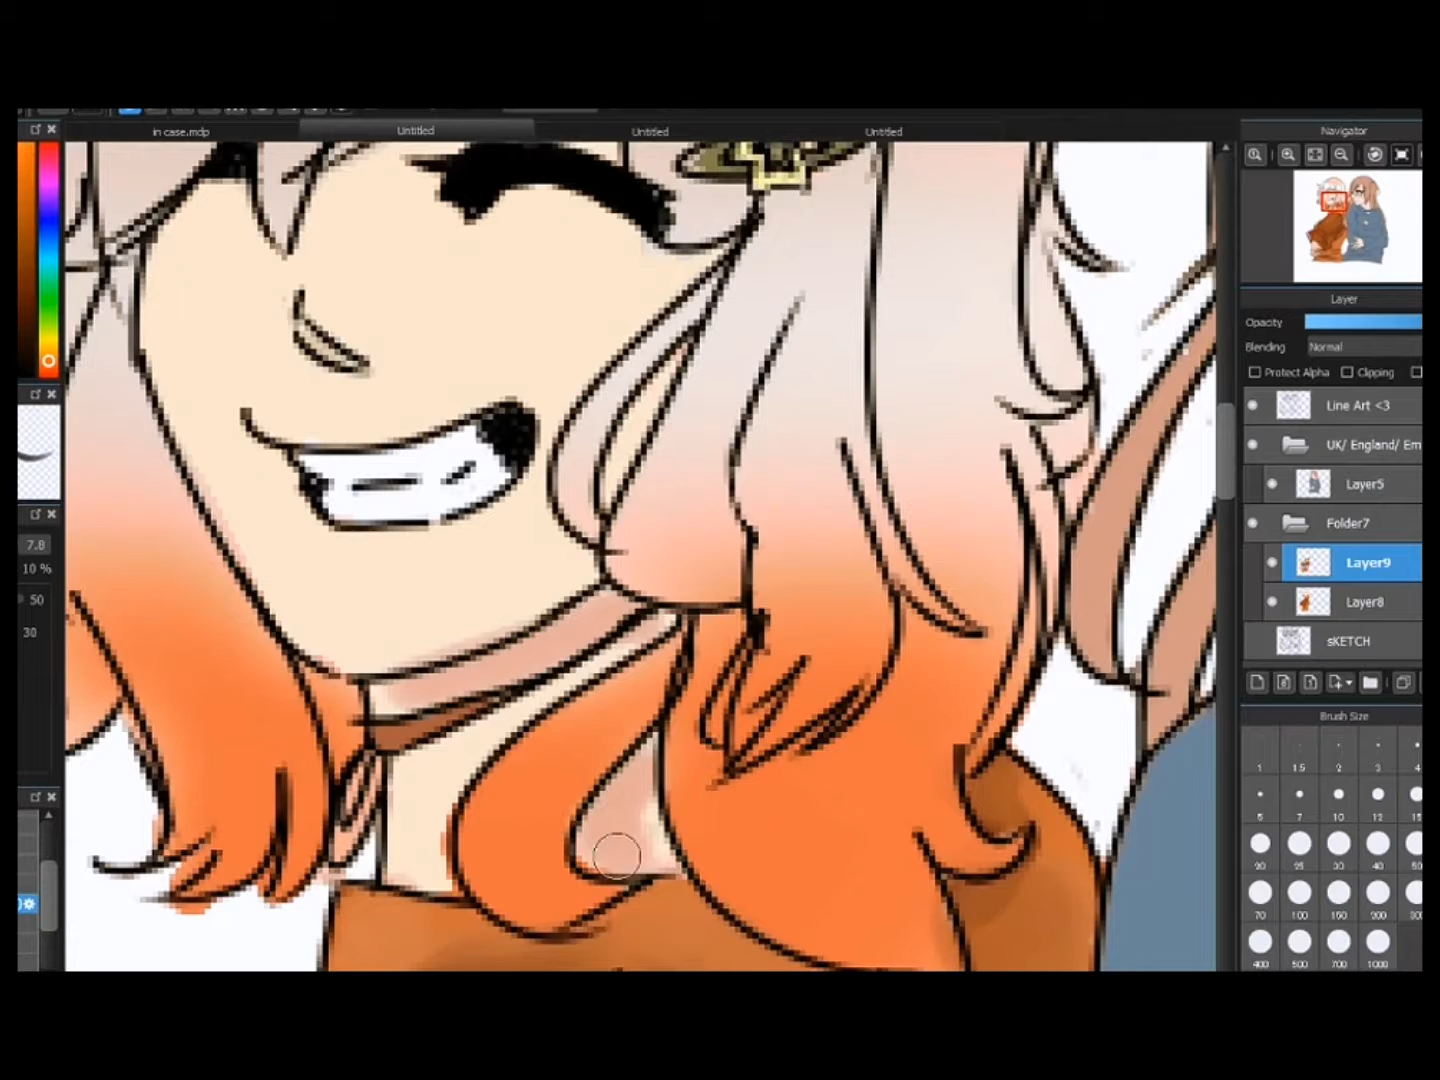 in case.mdp
Untitled
Untitled
Untitled
Navigator
Layer
Opacity
Blending Normal
Protect Alpha Clipping
Line Art <3
UK/ England/ Em
Layer5
Folder7
Layer9
Layer8
sKETCH
Brush Size
1 1.5 2 3 4
5 7 10 12 15
20 25 30 40 50
70 100 150 200 300
400 500 700 1000
7.8
10 %
50
30